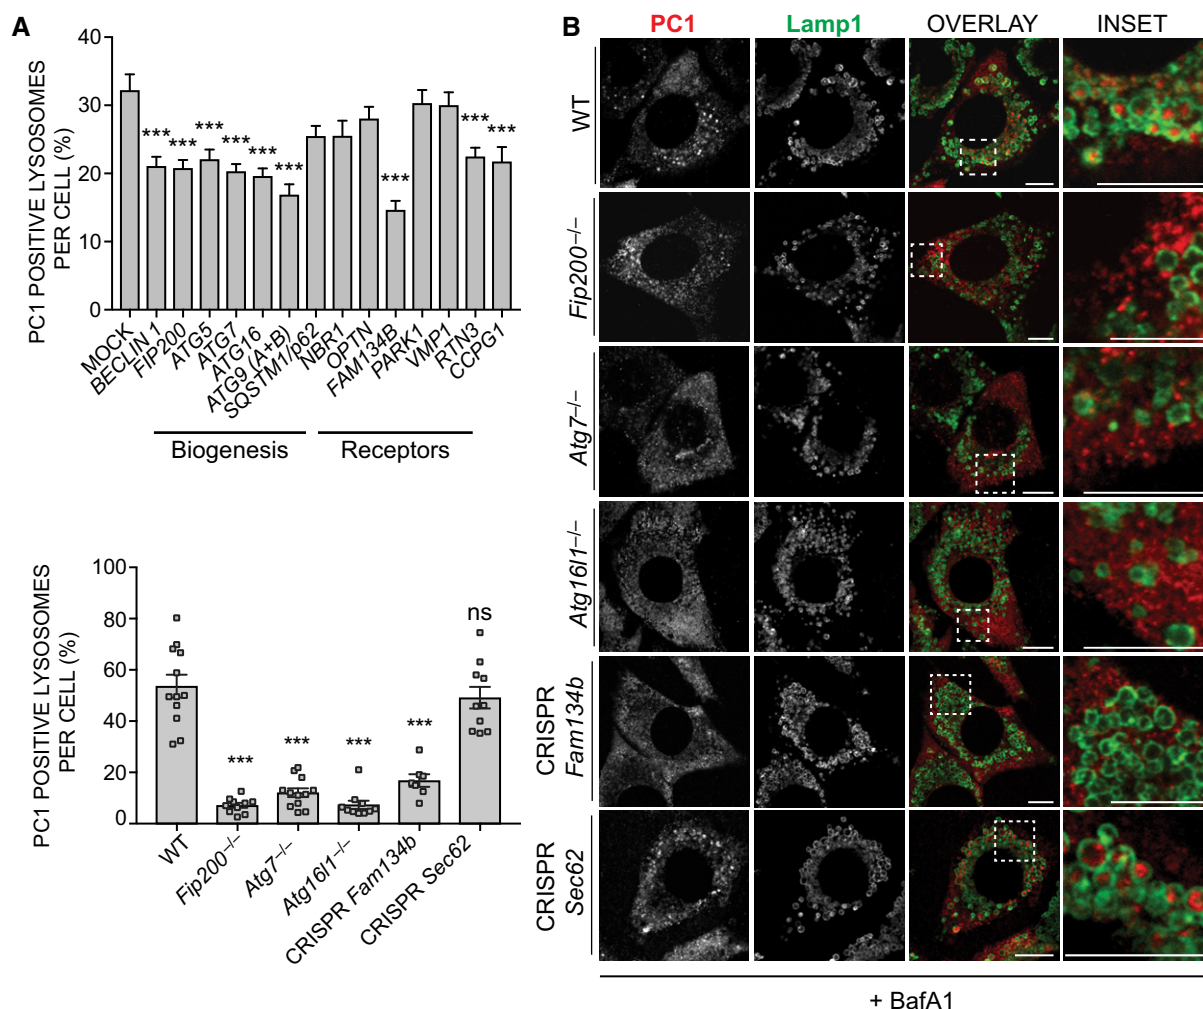 A
PC1 POSITIVE LYSOSOMES
PER CELL (%)
40
30
20
10
0
***
***
***
***
***
***
***
***
***
MOCK
BECLIN 1
FIP200
ATG5
ATG7
ATG16
ATG9 (A+B)
SQSTM1/p62
NBR1
OPTN
FAM134B
PARK1
VMP1
RTN3
CCPG1
Biogenesis
Receptors
PC1 POSITIVE LYSOSOMES
PER CELL (%)
100
80
60
40
20
0
***
***
***
***
ns
WT
Fip200–/–
Atg7–/–
Atg16l1–/–
CRISPR Fam134b
CRISPR Sec62
B
PC1 Lamp1 OVERLAY INSET
WT
Fip200–/–
Atg7–/–
Atg16l1–/–
CRISPR
Fam134b
CRISPR
Sec62
+ BafA1